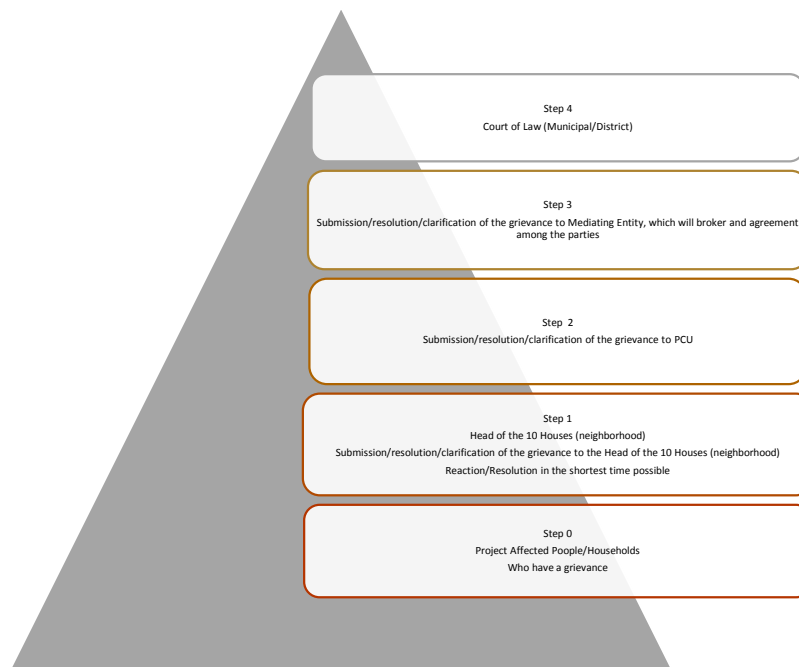 Step 4
Court of Law (Municipal/District)
Step 3
Submission/resolution/clarification of the grievance to Mediating Entity, which will broker and agreement
among the parties
Step  2
Submission/resolution/clarification of the grievance to PCU
Step 1
Head of the 10 Houses (neighborhood)
Submission/resolution/clarification of the grievance to the Head of the 10 Houses (neighborhood)
Reaction/Resolution in the shortest time possible
Step 0
Project Affected Poople/Households
Who have a grievance